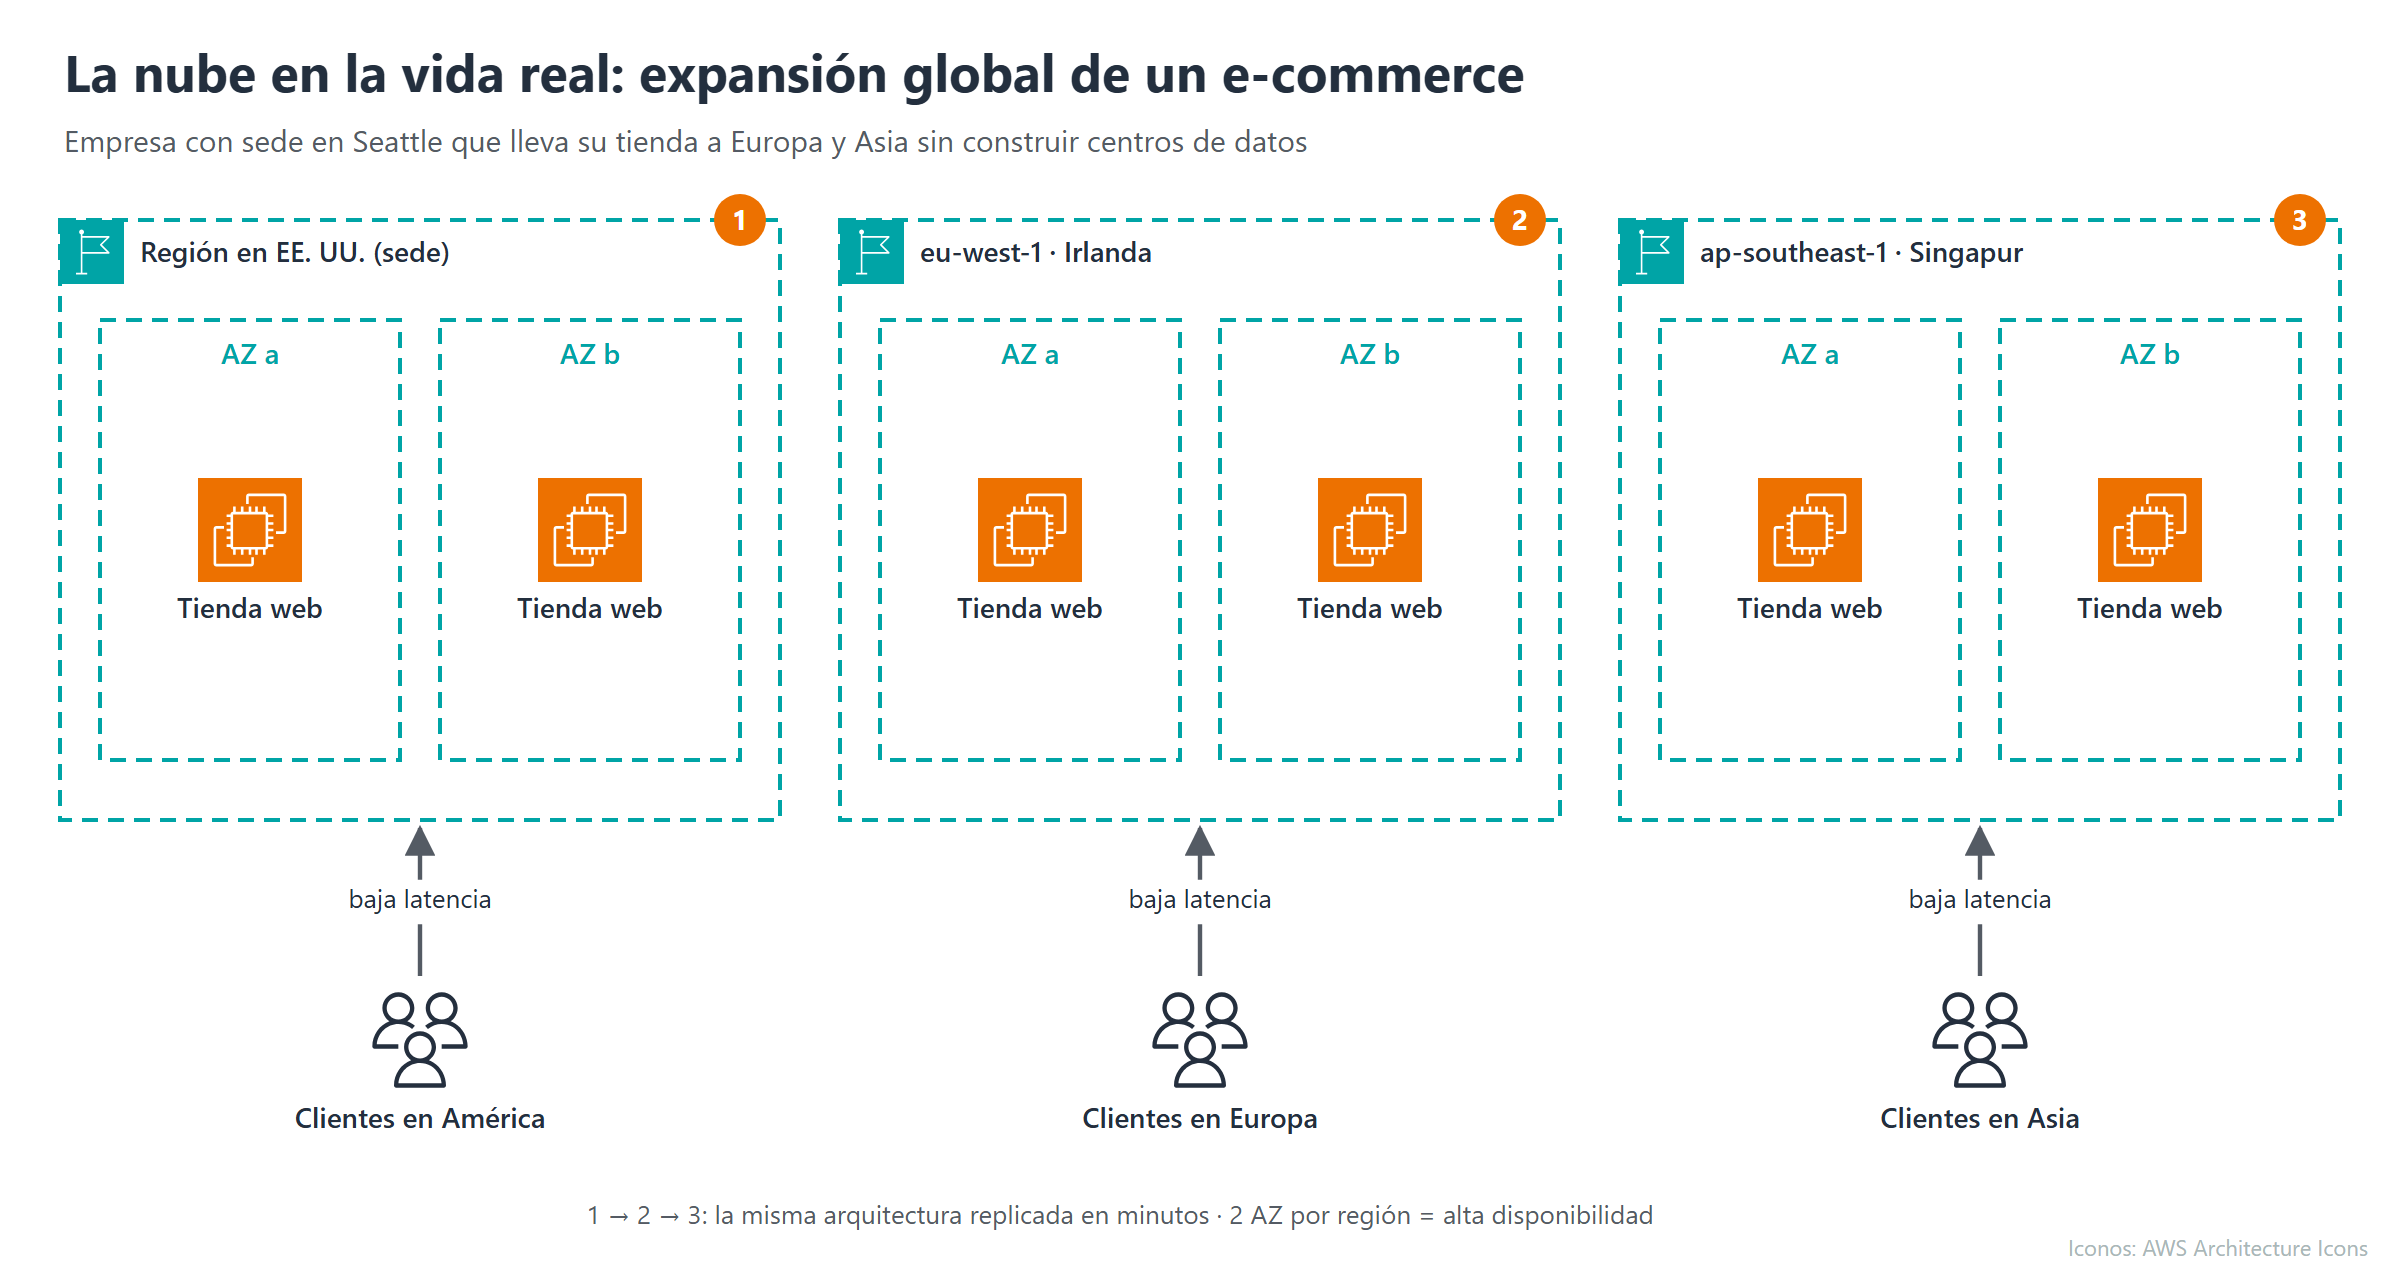 La nube en la vida real: expansión global de un e-commerce
Empresa con sede en Seattle que lleva su tienda a Europa y Asia sin construir centros de datos
1
Región en EE. UU. (sede)
AZ a
AZ b
Tienda web
Tienda web
2
eu-west-1 · Irlanda
AZ a
AZ b
Tienda web
Tienda web
3
ap-southeast-1 · Singapur
AZ a
AZ b
Tienda web
Tienda web
baja latencia
baja latencia
baja latencia
Clientes en América
Clientes en Europa
Clientes en Asia
1 → 2 → 3: la misma arquitectura replicada en minutos · 2 AZ por región = alta disponibilidad
Iconos: AWS Architecture Icons